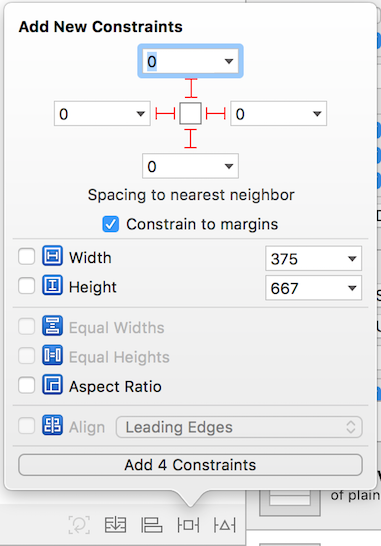 Add New Constraints
0
0 0
0
Spacing to nearest neighbor
Constrain to margins
Width 375
Height 667
Equal Widths
Equal Heights
Aspect Ratio
Align Leading Edges
Add 4 Constraints
of plain